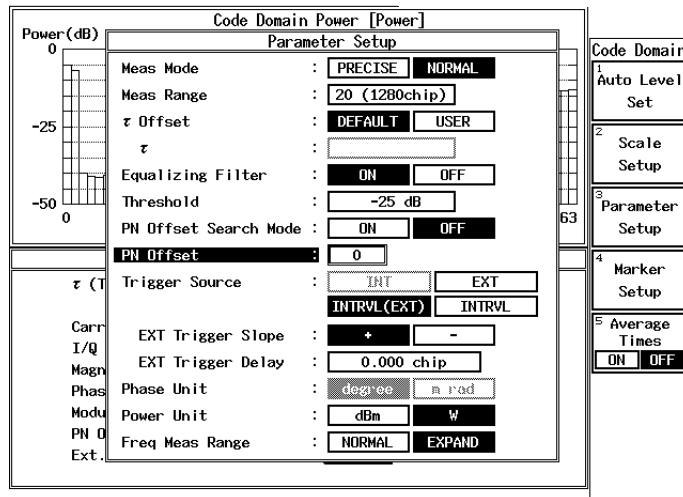 Code Domain Power [Power]
Power(dB)
0
-25
-50
0
63
Parameter Setup
Meas Mode : PRECISE NORMAL
Meas Range : 20 (1280chip)
τ Offset : DEFAULT USER
τ :
Equalizing Filter : ON OFF
Threshold : -25 dB
PN Offset Search Mode : ON OFF
PN Offset : 0
Trigger Source : INT EXT
INTRVL(EXT) INTRVL
EXT Trigger Slope : + -
EXT Trigger Delay : 0.000 chip
Phase Unit : degree m rad
Power Unit : dBm W
Freq Meas Range : NORMAL EXPAND
τ (T
Carr
I/Q
Magn
Phas
Modu
PN O
Ext.
Code Domain
1
Auto Level
Set
2
Scale
Setup
3
Parameter
Setup
4
Marker
Setup
5 Average
Times
ON OFF